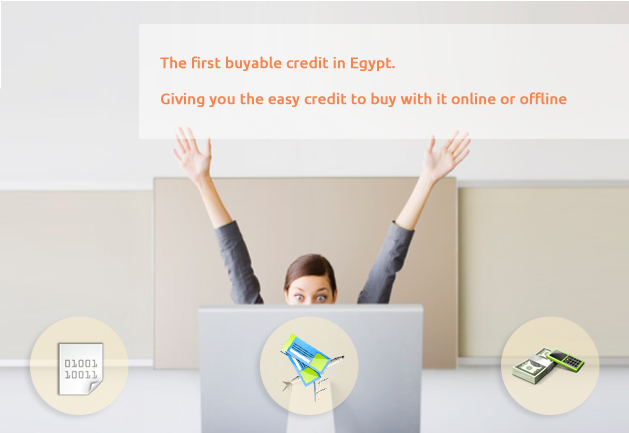 The first buyable credit in Egypt.
Giving you the easy credit to buy with it online or offline
01001
10011